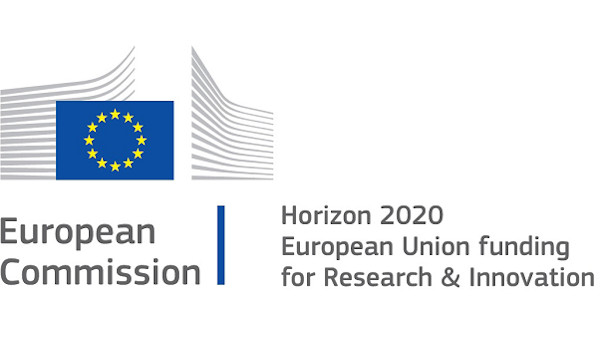 European
Commission
Horizon 2020
European Union funding
for Research & Innovation